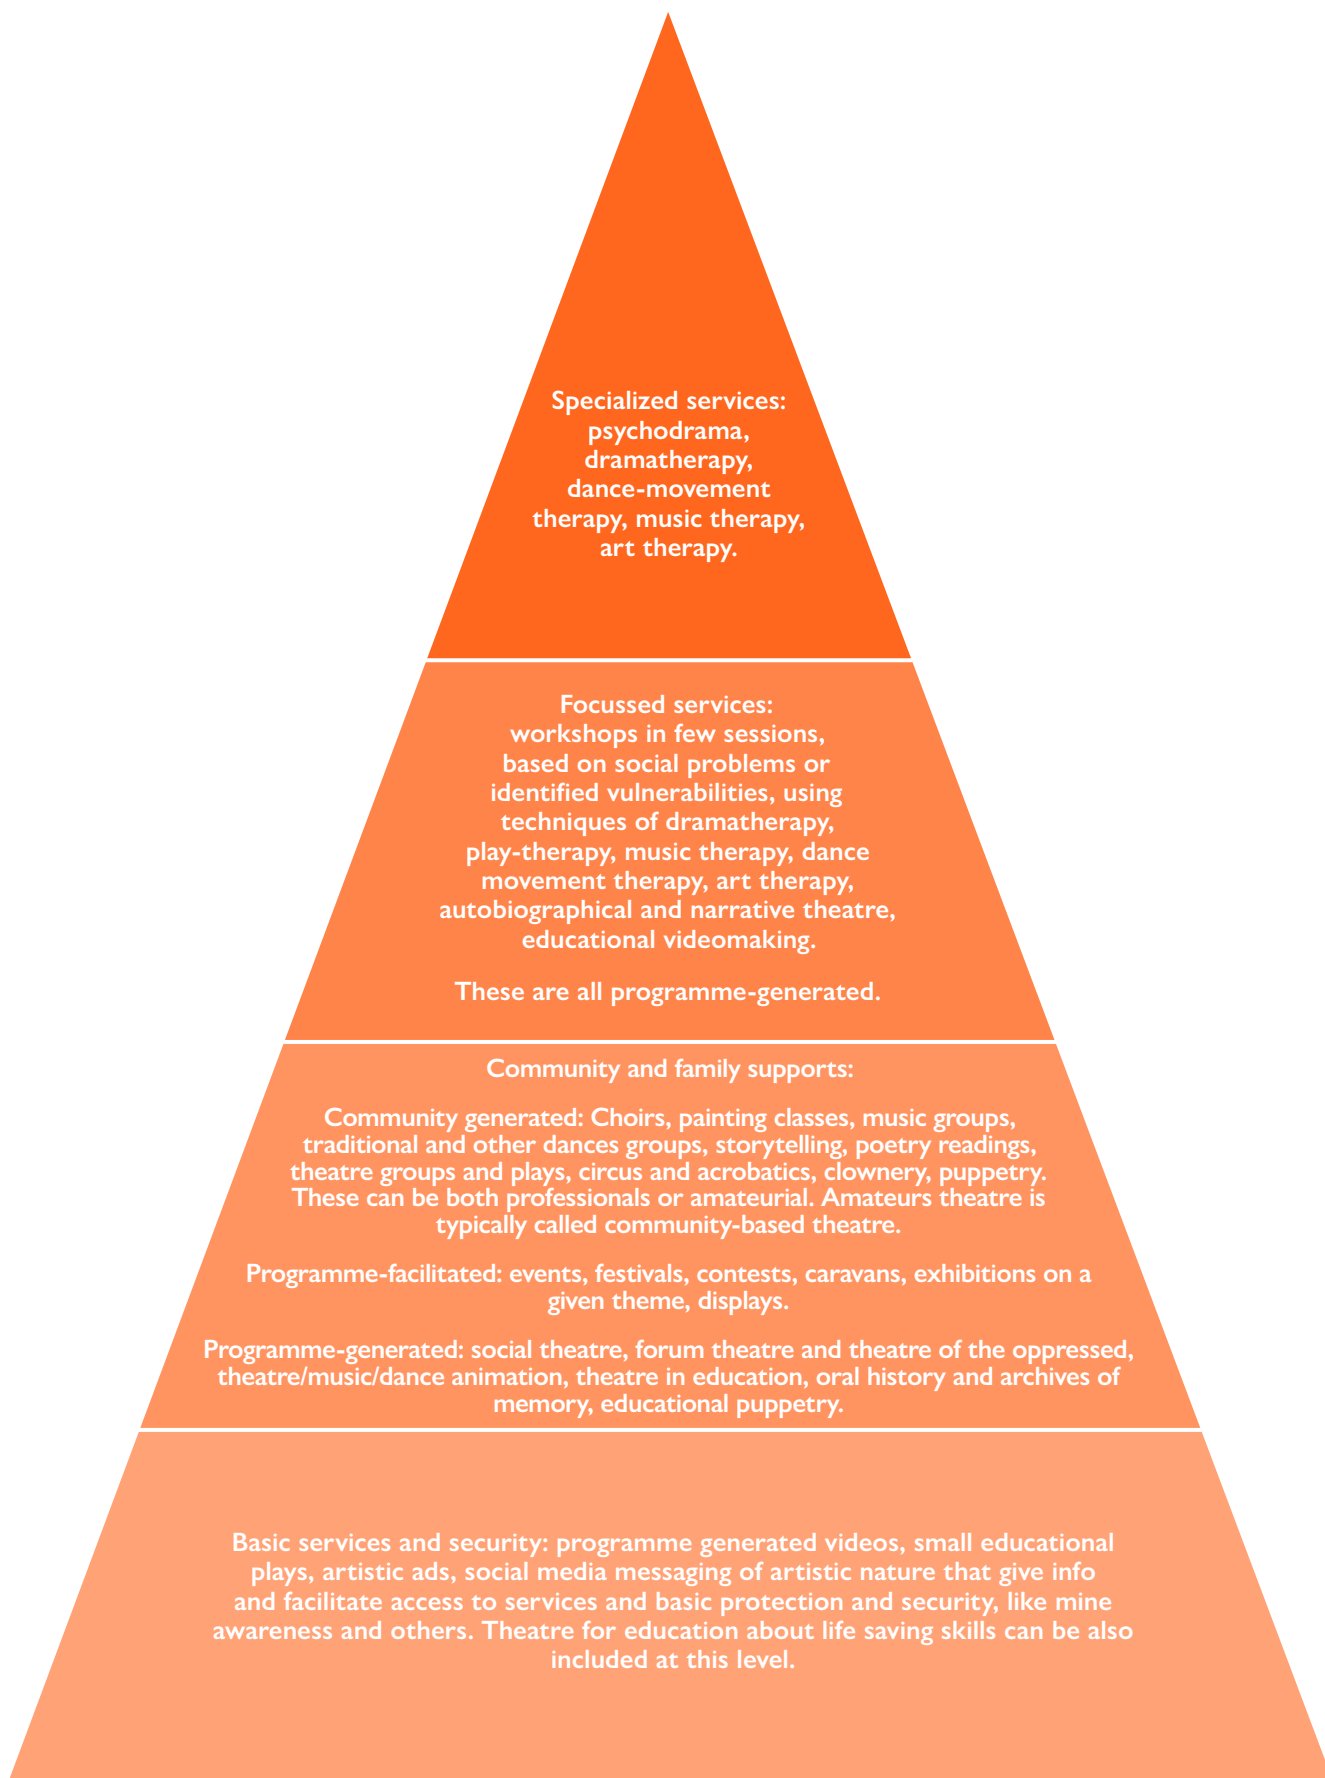 Specialized services:
psychodrama,
dramatherapy,
dance-movement
therapy, music therapy,
art therapy.
Focussed services:
workshops in few sessions,
based on social problems or
identified vulnerabilities, using
techniques of dramatherapy,
play-therapy, music therapy, dance
movement therapy, art therapy,
autobiographical and narrative theatre,
educational videomaking.
These are all programme-generated.
Community and family supports:
Community generated: Choirs, painting classes, music groups,
traditional and other dances groups, storytelling, poetry readings,
theatre groups and plays, circus and acrobatics, clownery, puppetry.
These can be both professionals or amateurial. Amateurs theatre is
typically called community-based theatre.
Programme-facilitated: events, festivals, contests, caravans, exhibitions on a
given theme, displays.
Programme-generated: social theatre, forum theatre and theatre of the oppressed,
theatre/music/dance animation, theatre in education, oral history and archives of
memory, educational puppetry.
Basic services and security: programme generated videos, small educational
plays, artistic ads, social media messaging of artistic nature that give info
and facilitate access to services and basic protection and security, like mine
awareness and others. Theatre for education about life saving skills can be also
included at this level.